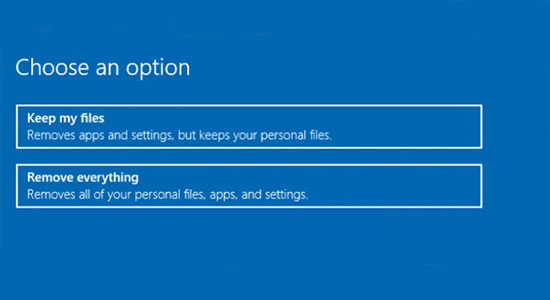 Choose an option
Keep my files
Removes apps and settings, but keeps your personal files.
Remove everything
Removes all of your personal files, apps, and settings.